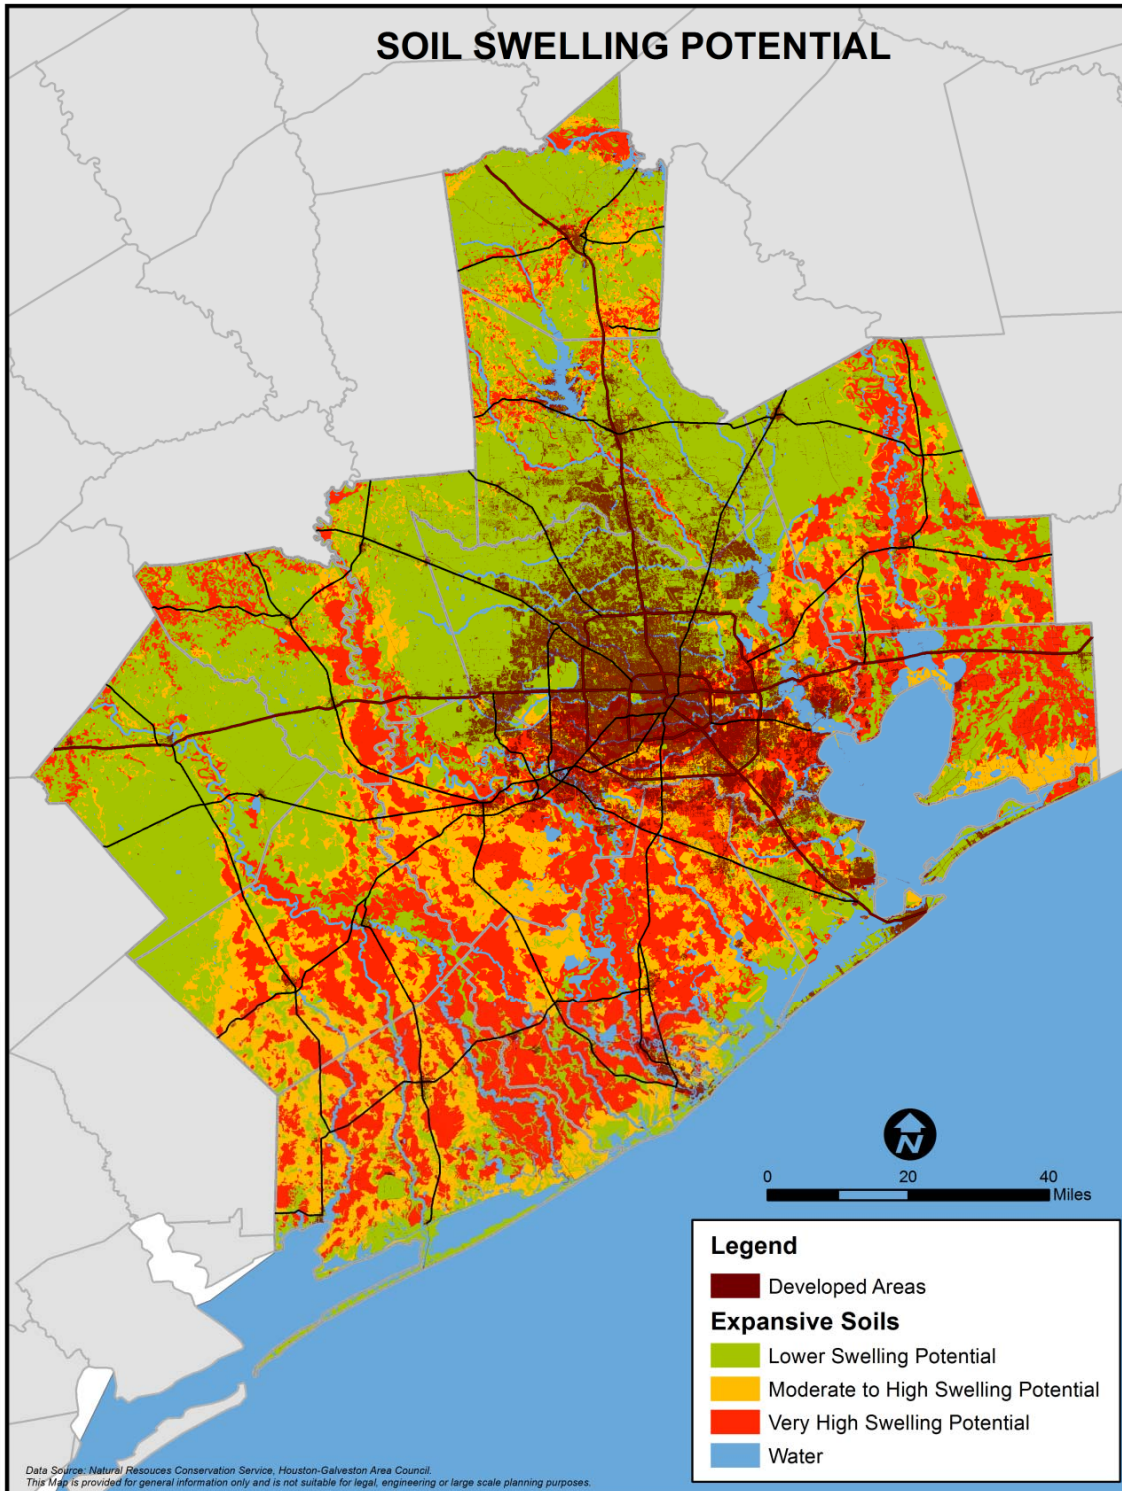 SOIL SWELLING POTENTIAL
N
0 20 40
Miles
Legend
Developed Areas
Expansive Soils
Lower Swelling Potential
Moderate to High Swelling Potential
Very High Swelling Potential
Water
Data Source: Natural Resouces Conservation Service, Houston-Galveston Area Council.
This Map is provided for general information only and is not suitable for legal, engineering or large scale planning purposes.